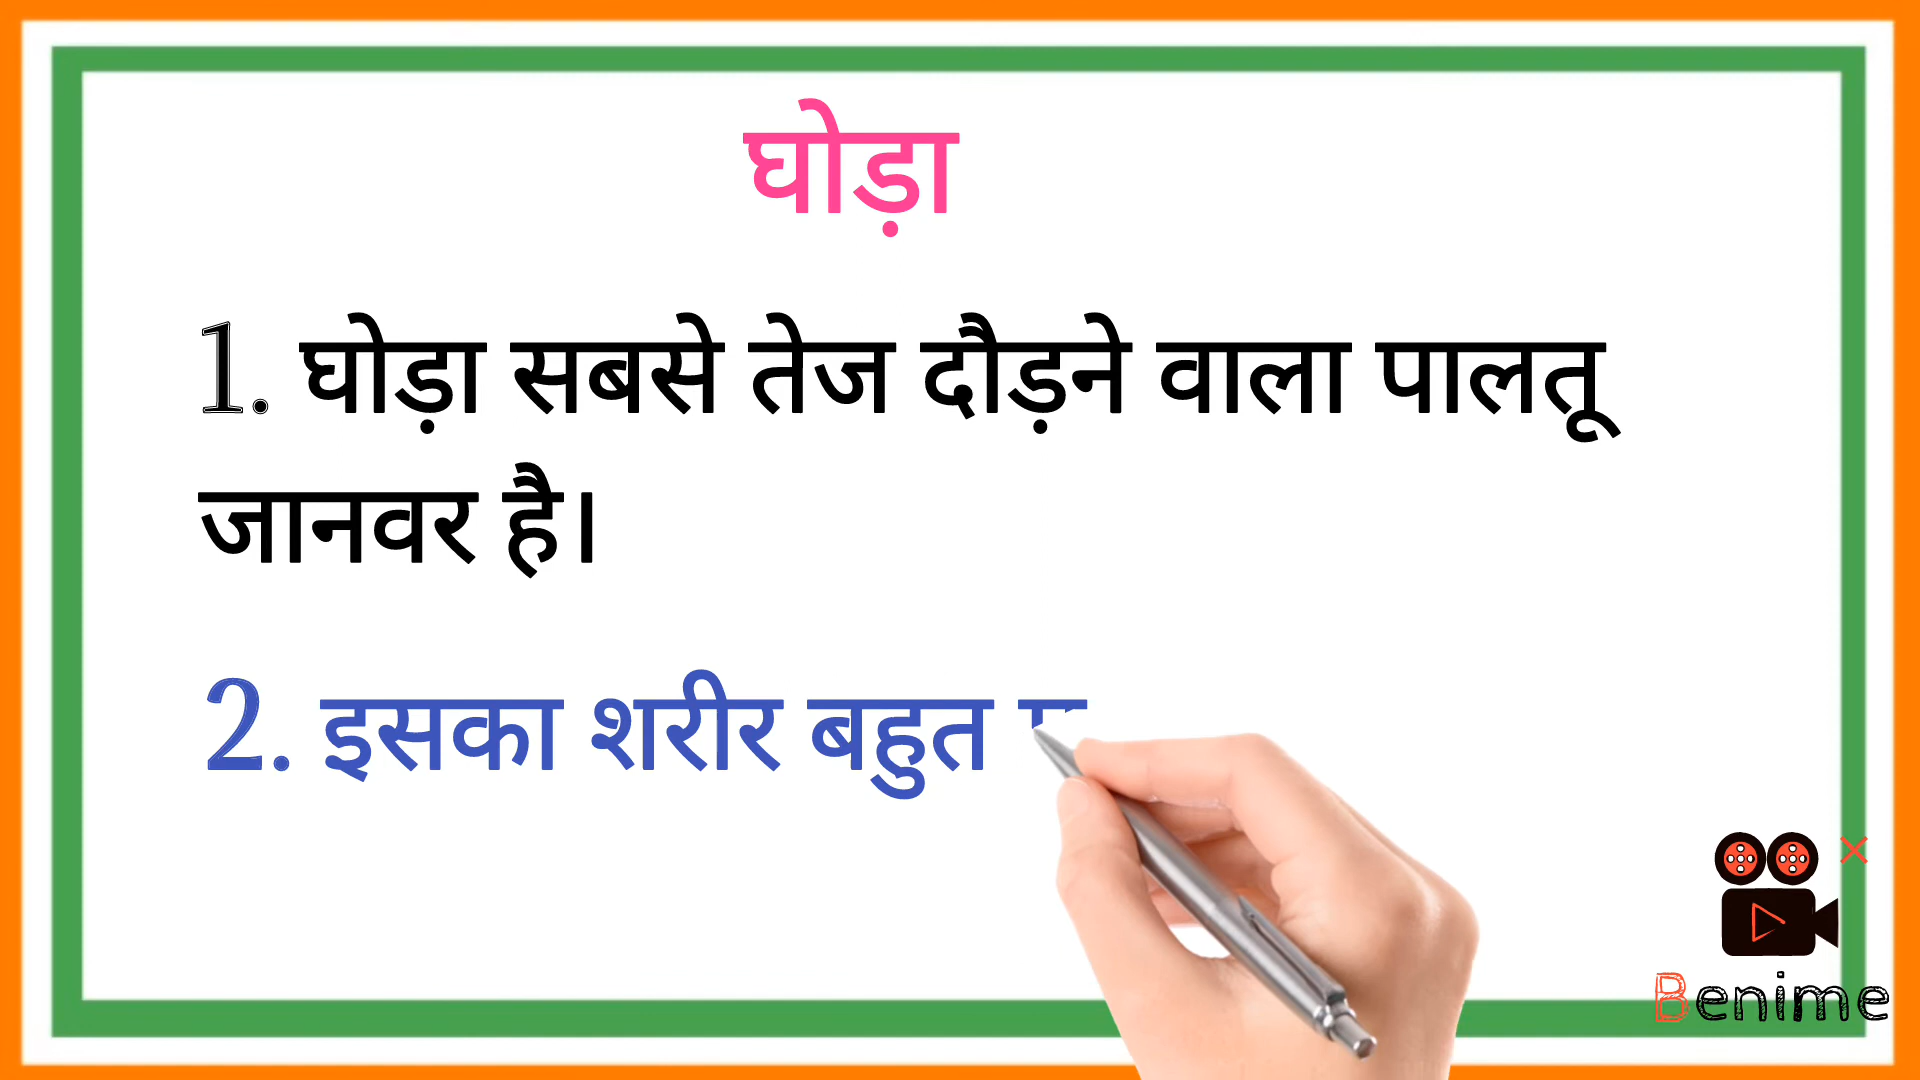 घोड़ा
1. घोड़ा सबसे तेज दौड़ने वाला पालतू
जानवर है।
2. इसका शरीर बहुत
Benime